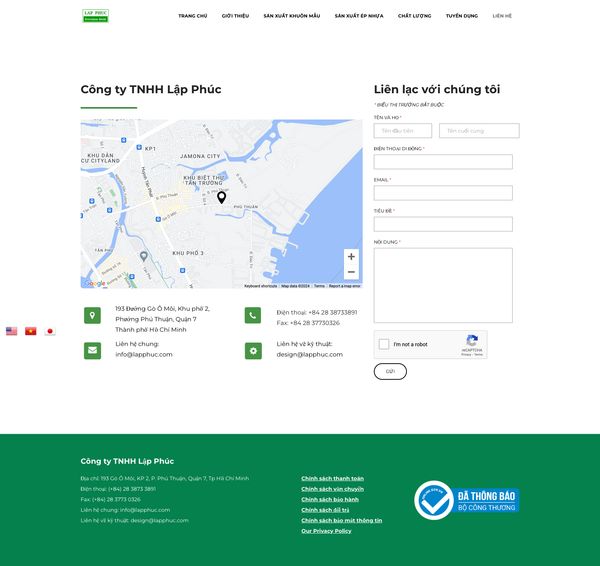 LAP PHUC
TRANG CHỦ GIỚI THIỆU SẢN XUẤT KHUÔN MẪU SẢN XUẤT ÉP NHỰA CHẤT LƯỢNG TUYỂN DỤNG LIÊN HỆ
Công ty TNHH Lập Phúc
Liên lạc với chúng tôi
* BIỂU THỊ TRƯỜNG BẮT BUỘC
TÊN VÀ HỌ *
Tên đầu tiên Tên cuối cùng
ĐIỆN THOẠI DI ĐỘNG *
EMAIL *
TIÊU ĐỀ *
NỘI DUNG *
I'm not a robot
reCAPTCHA
Privacy - Terms
GỬI
KP1
JAMONA CITY
KHU DÂN CƯ CITYLAND
KHU BIỆT THỰ TÂN TRƯỜNG
PHÚ THUẬN
KHU PHỐ 3
Google
Keyboard shortcuts Map data ©2024 Terms Report a map error
193 Đường Gò Ô Môi, Khu phố 2,
Phường Phú Thuận, Quận 7
Thành phố Hồ Chí Minh
Điện thoại: +84 28 38733891
Fax: +84 28 37730326
Liên hệ chung:
info@lapphuc.com
Liên hệ về kỹ thuật:
design@lapphuc.com
Công ty TNHH Lập Phúc
Địa chỉ: 193 Gò Ô Môi, KP 2, P. Phú Thuận, Quận 7, Tp Hồ Chí Minh
Điện thoại: (+84) 28 3873 3891
Fax: (+84) 28 3773 0326
Liên hệ chung: info@lapphuc.com
Liên hệ về kỹ thuật: design@lapphuc.com
Chính sách thanh toán
Chính sách vận chuyển
Chính sách bảo hành
Chính sách đổi trả
Chính sách bảo mật thông tin
Our Privacy Policy
ĐÃ THÔNG BÁO
BỘ CÔNG THƯƠNG